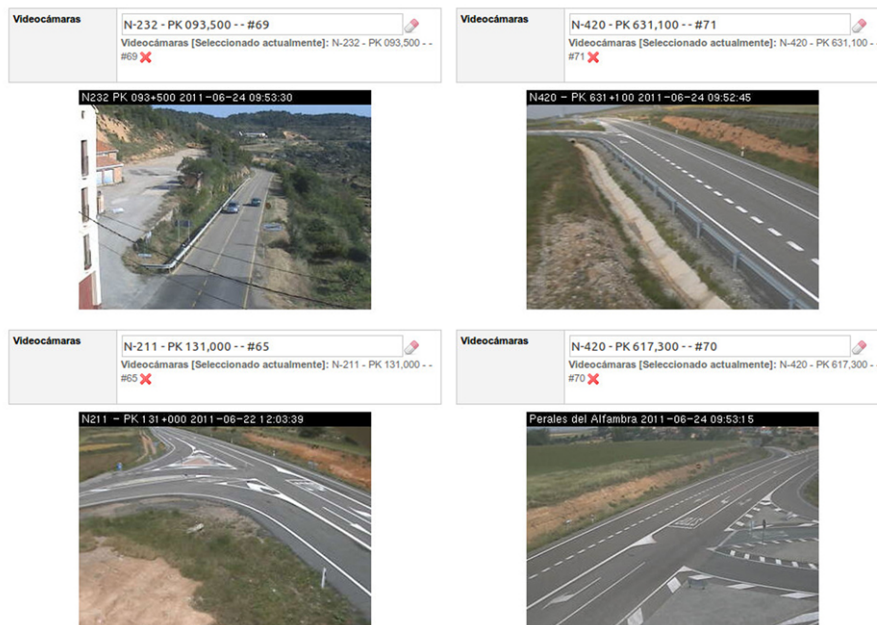 Videocámaras
N-232 - PK 093,500 - - #69
Videocámaras [Seleccionado actualmente]: N-232 - PK 093,500 - -
#69
N232 PK 093+500 2011-06-24 09:53:30
Videocámaras
N-420 - PK 631,100 - - #71
Videocámaras [Seleccionado actualmente]: N-420 - PK 631,100 - -
#71
N420 - PK 631+100 2011-06-24 09:52:45
Videocámaras
N-211 - PK 131,000 - - #65
Videocámaras [Seleccionado actualmente]: N-211 - PK 131,000 - -
#65
N211 - PK 131+000 2011-06-22 12:03:39
Videocámaras
N-420 - PK 617,300 - - #70
Videocámaras [Seleccionado actualmente]: N-420 - PK 617,300 - -
#70
Perales del Alfambra 2011-06-24 09:53:15